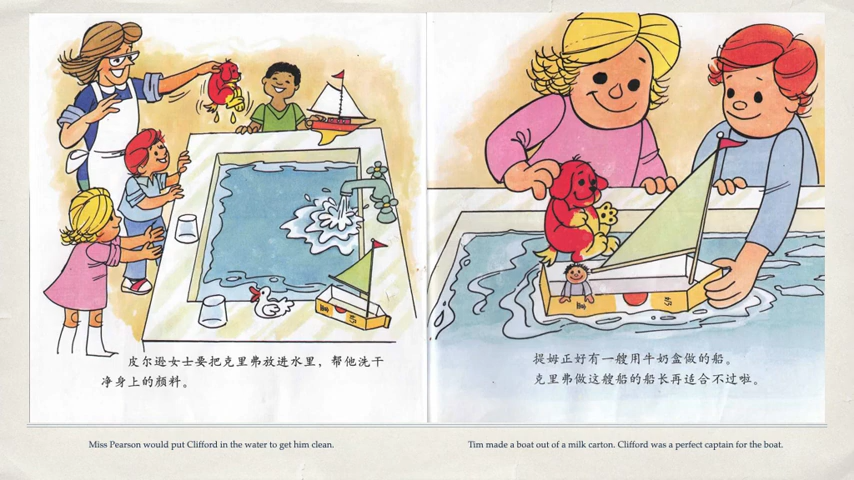 皮尔逊女士要把克里弗放进水里，帮他洗干
净身上的颜料。
提姆正好有一艘用牛奶盒做的船。
克里弗做这艘船的船长再适合不过啦。
Miss Pearson would put Clifford in the water to get him clean.
Tim made a boat out of a milk carton. Clifford was a perfect captain for the boat.